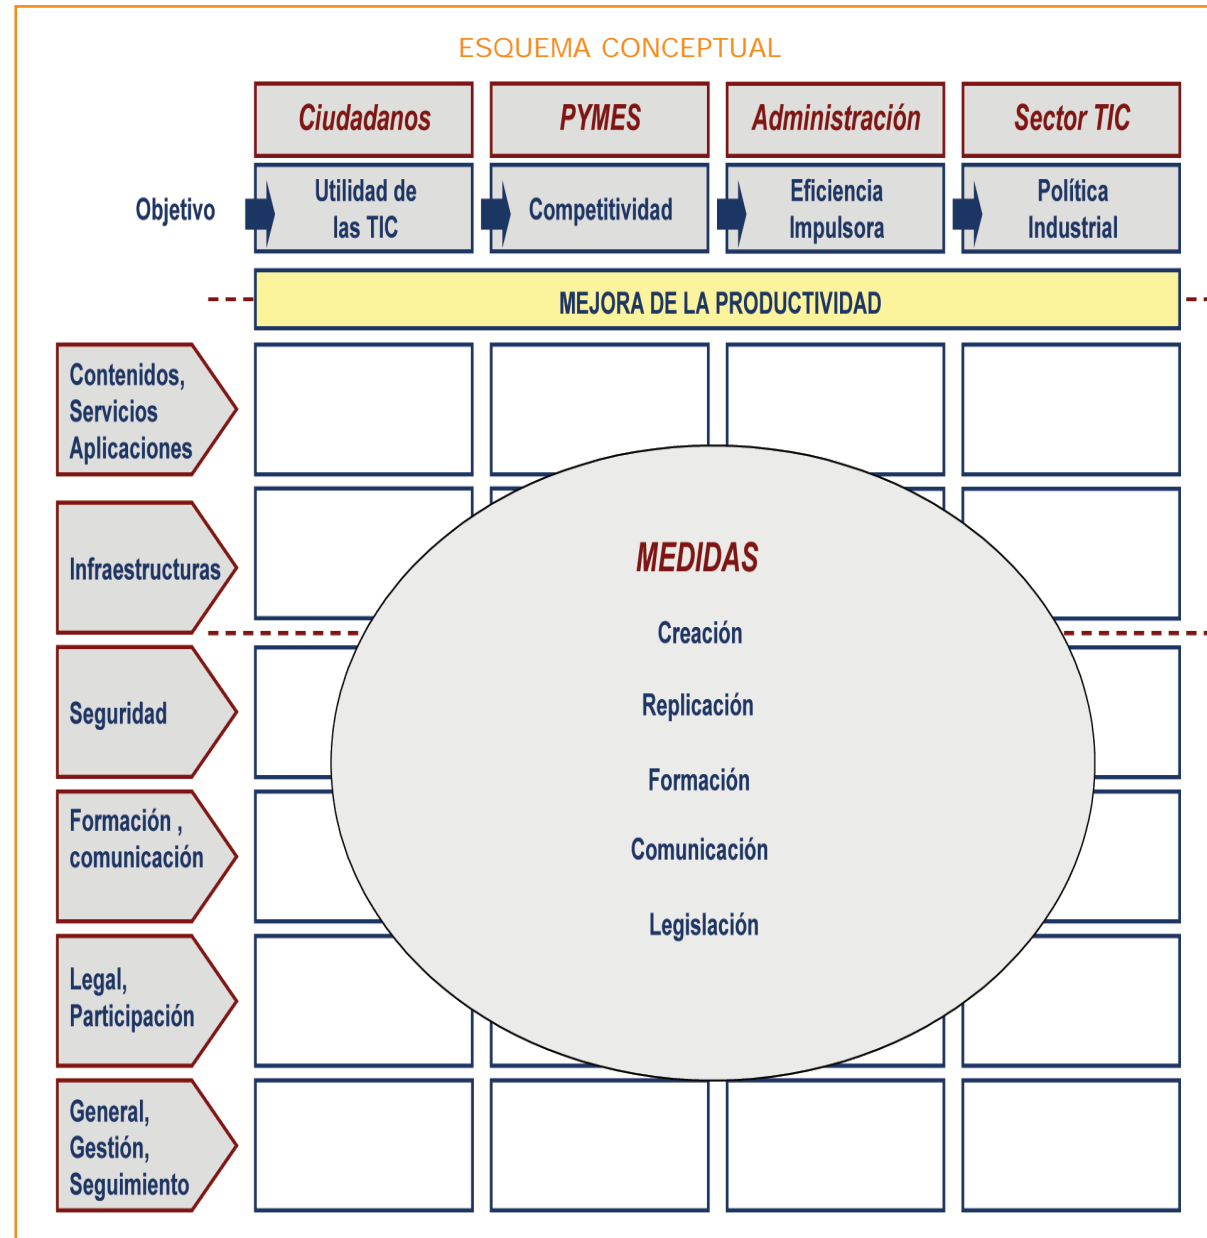 ESQUEMA CONCEPTUAL
Ciudadanos
PYMES
Administración
Sector TIC
Objetivo
Utilidad de
las TIC
Competitividad
Eficiencia
Impulsora
Política
Industrial
MEJORA DE LA PRODUCTIVIDAD
Contenidos,
Servicios
Aplicaciones
Infraestructuras
Seguridad
Formación ,
comunicación
Legal,
Participación
General,
Gestión,
Seguimiento
MEDIDAS
Creación
Replicación
Formación
Comunicación
Legislación